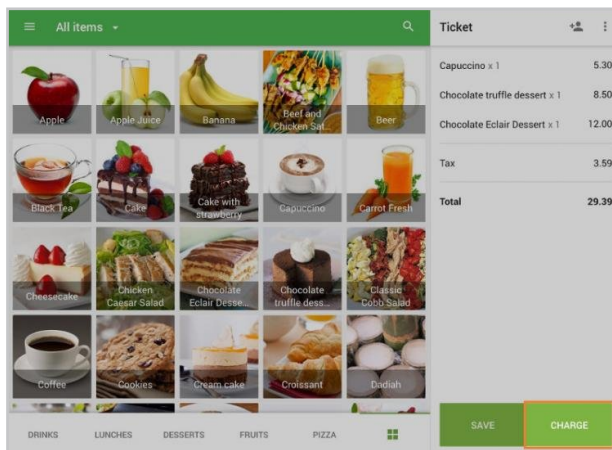 All items
Ticket
Capuccino x 1 5.30
Chocolate truffle dessert x 1 8.50
Chocolate Eclair Dessert x 1 12.00
Tax 3.59
Total 29.39
Apple
Apple Juice
Banana
Beef and
Chicken Sat...
Beer
Black Tea
Cake
Cake with
strawberry
Capuccino
Carrot Fresh
Cheesecake
Chicken
Caesar Salad
Chocolate
Eclair Desse...
Chocolate
truffle dess...
Classic
Cobb Salad
Coffee
Cookies
Cream cake
Croissant
Dadiah
DRINKS LUNCHES DESSERTS FRUITS PIZZA
SAVE CHARGE